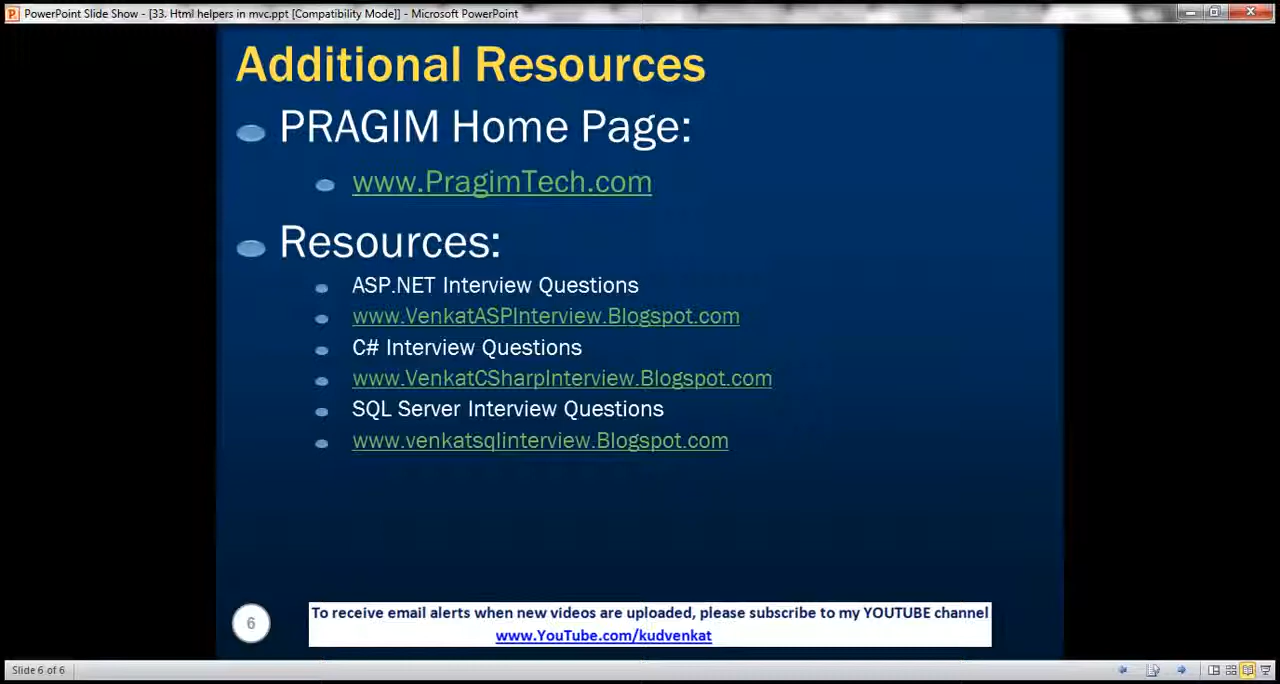 PowerPoint Slide Show - [33. Html helpers in mvc.ppt [Compatibility Mode]] - Microsoft PowerPoint
Additional Resources
PRAGIM Home Page:
www.PragimTech.com
Resources:
ASP.NET Interview Questions
www.VenkatASPInterview.Blogspot.com
C# Interview Questions
www.VenkatCSharpInterview.Blogspot.com
SQL Server Interview Questions
www.venkatsqlinterview.Blogspot.com
6
To receive email alerts when new videos are uploaded, please subscribe to my YOUTUBE channel
www.YouTube.com/kudvenkat
Slide 6 of 6